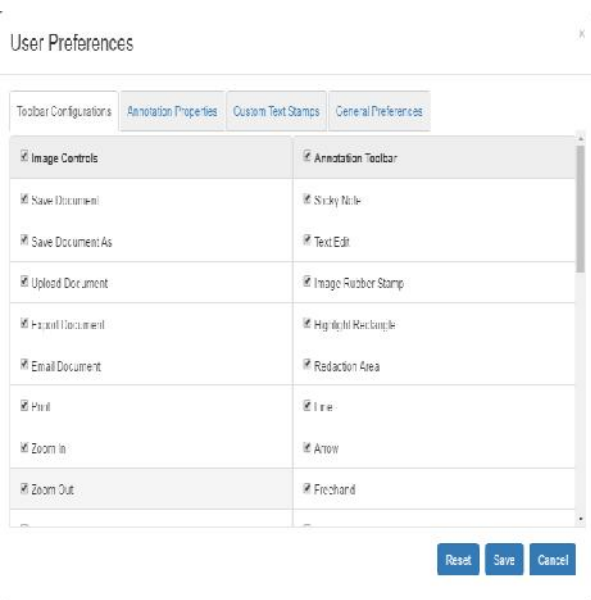 User Preferences
x
Toolbar Configurations Annotation Properties Custom Text Stamps General Preferences
Image Controls Annotation Toolbar
Save Document Sticky Note
Save Document As Text Edit
Upload Document Image Rubber Stamp
Export Document Highlight Rectangle
Email Document Redaction Area
Print Line
Zoom In Arrow
Zoom Out Freehand
Reset Save Cancel